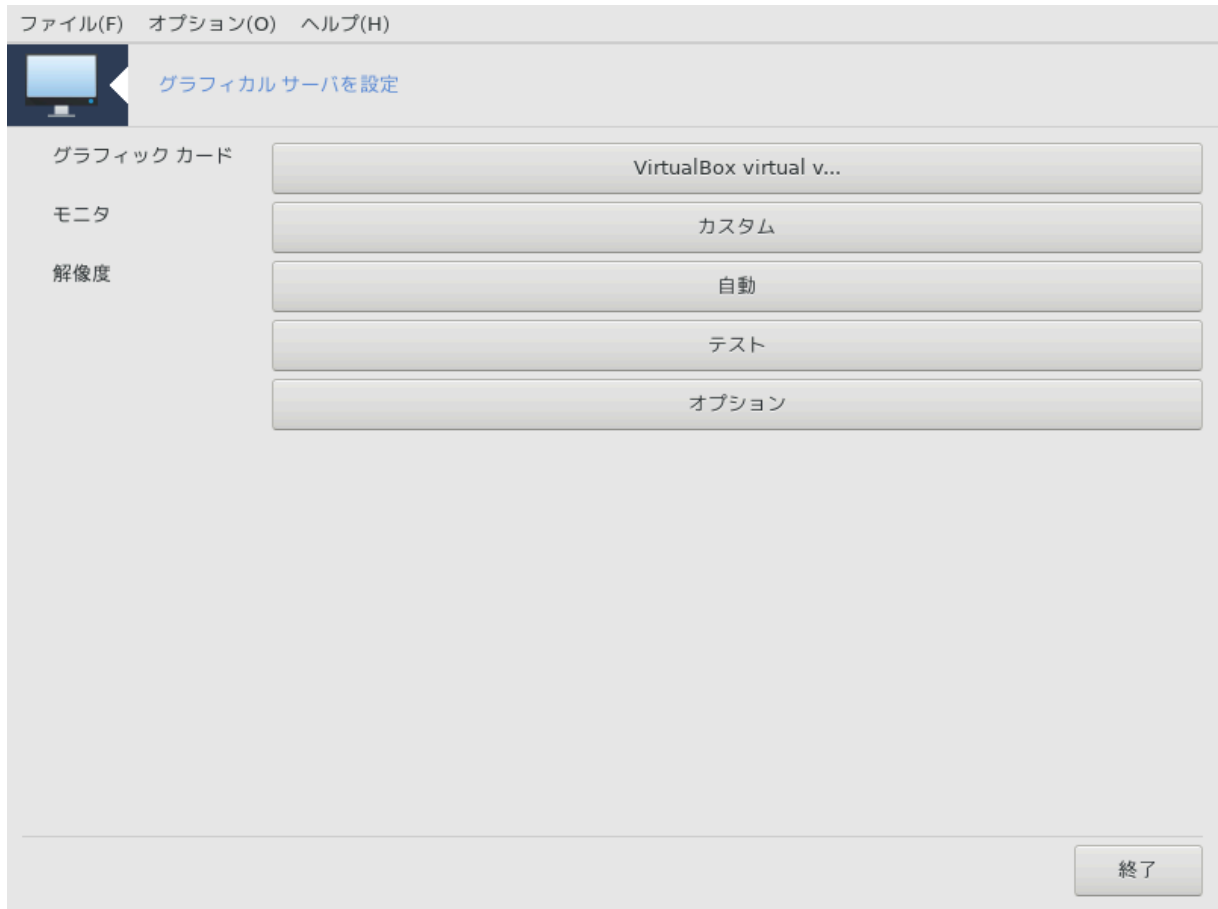 ファイル(F) オプション(O) ヘルプ(H)
グラフィカル サーバを設定
グラフィック カード
VirtualBox virtual v...
モニタ
カスタム
解像度
自動
テスト
オプション
終了